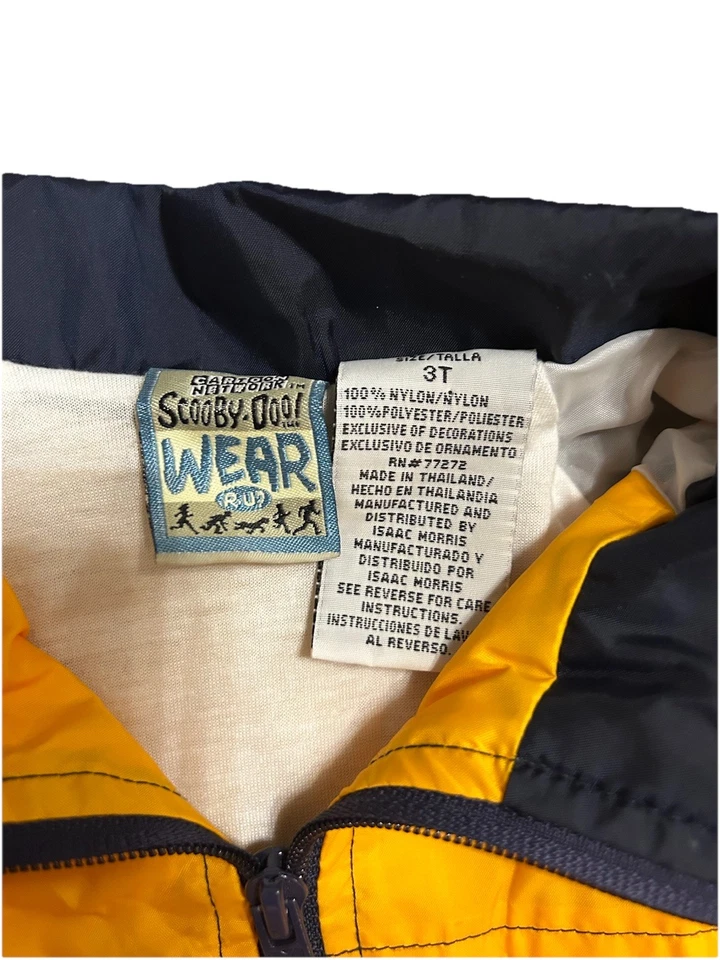 CARTOON
NETWORK™
SCOOBY-DOO!
WEAR
R.U?
SIZE/TALLA
3T
100% NYLON/NYLON
100% POLYESTER/POLIESTER
EXCLUSIVE OF DECORATIONS
EXCLUSIVO DE ORNAMENTO
RN# 77272
MADE IN THAILAND/
HECHO EN THAILANDIA
MANUFACTURED AND
DISTRIBUTED BY
ISAAC MORRIS
MANUFACTURADO Y
DISTRIBUIDO POR
ISAAC MORRIS
SEE REVERSE FOR CARE
INSTRUCTIONS.
INSTRUCCIONES DE LAV
AL REVERSO.